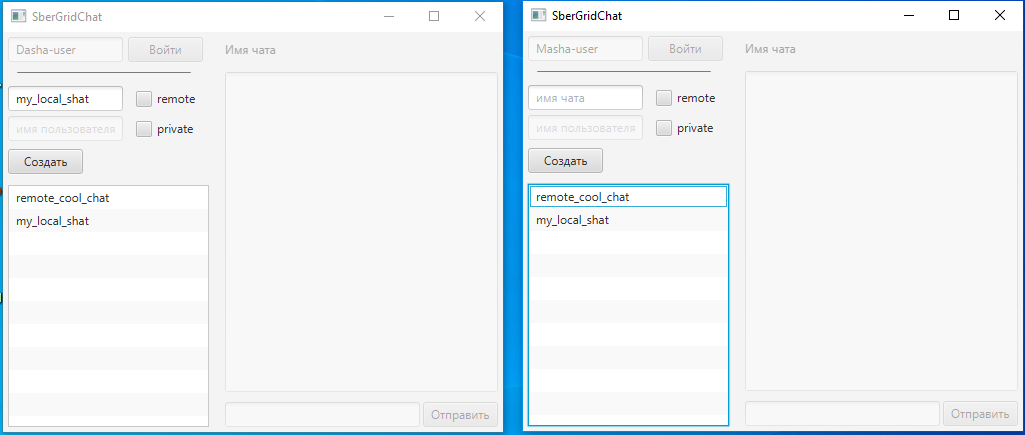 SberGridChat
Dasha-user Войти Имя чата
my_local_shat remote
имя пользователя private
Создать
remote_cool_chat
my_local_shat
Отправить
SberGridChat
Masha-user Войти Имя чата
имя чата remote
имя пользователя private
Создать
remote_cool_chat
my_local_shat
Отправить